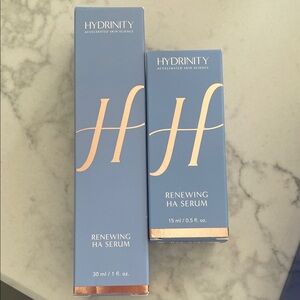 HYDRINITY
ACCELERATED SKIN SCIENCE
H
RENEWING
HA SERUM
30 ml / 1 fl. oz.
HYDRINITY
ACCELERATED SKIN SCIENCE
H
RENEWING
HA SERUM
15 ml / 0.5 fl. oz.